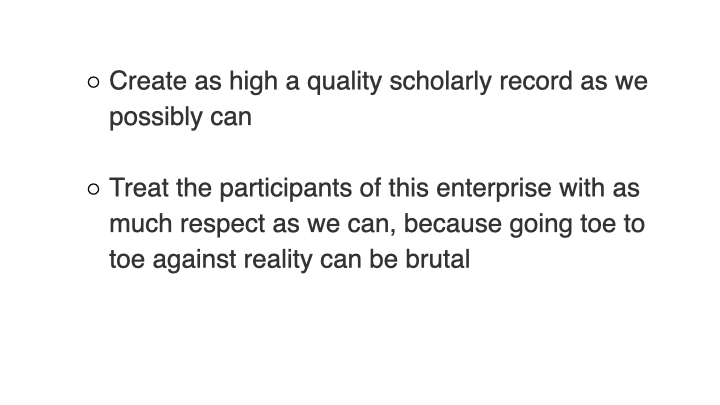 ○ Create as high a quality scholarly record as we
possibly can
○ Treat the participants of this enterprise with as
much respect as we can, because going toe to
toe against reality can be brutal